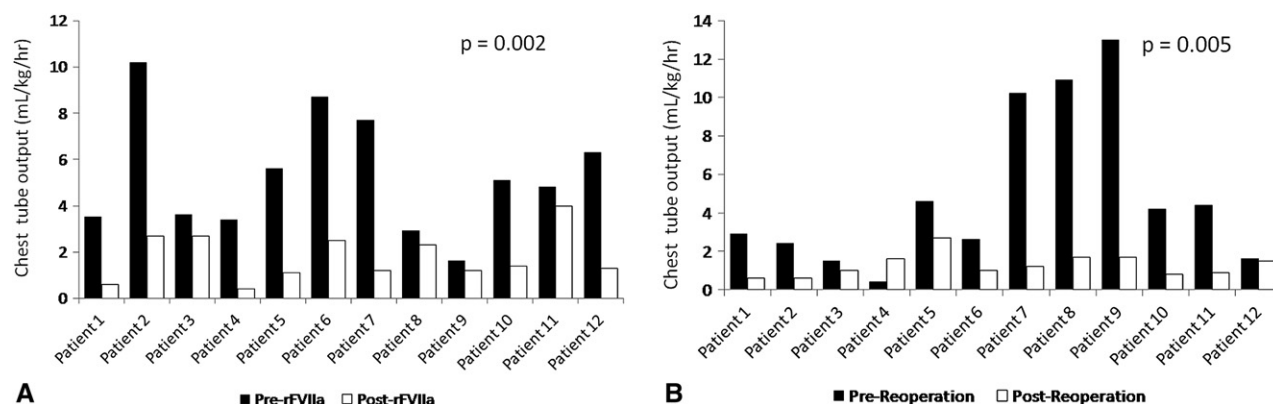 12
10
8
6
4
2
0
Chest tube output (mL/kg/hr)
p = 0.002
Patient 1
Patient 2
Patient 3
Patient 4
Patient 5
Patient 6
Patient 7
Patient 8
Patient 9
Patient 10
Patient 11
Patient 12
A
Pre-rFVIIa Post-rFVIIa
14
12
10
8
6
4
2
0
Chest tube output (mL/kg/hr)
p = 0.005
Patient 1
Patient 2
Patient 3
Patient 4
Patient 5
Patient 6
Patient 7
Patient 8
Patient 9
Patient 10
Patient 11
Patient 12
B
Pre-Reoperation Post-Reoperation